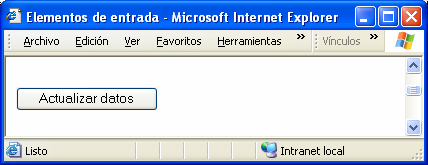 Elementos de entrada - Microsoft Internet Explorer
Archivo Edición Ver Favoritos Herramientas » Vínculos »
Actualizar datos
Listo Intranet local